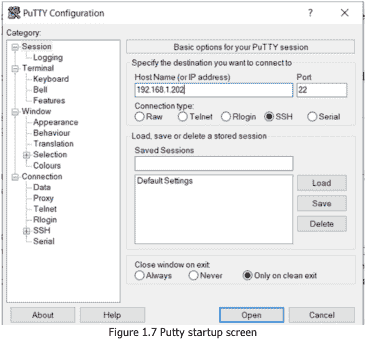 PuTTY Configuration
? X
Category:
Session
Logging
Terminal
Keyboard
Bell
Features
Window
Appearance
Behaviour
Translation
Selection
Colours
Connection
Data
Proxy
Telnet
Rlogin
SSH
Serial
Basic options for your PuTTY session
Specify the destination you want to connect to
Host Name (or IP address) Port
192.168.1.202 22
Connection type:
Raw Telnet Rlogin SSH Serial
Load, save or delete a stored session
Saved Sessions
Default Settings
Load
Save
Delete
Close window on exit:
Always Never Only on clean exit
About Help Open Cancel
Figure 1.7 Putty startup screen